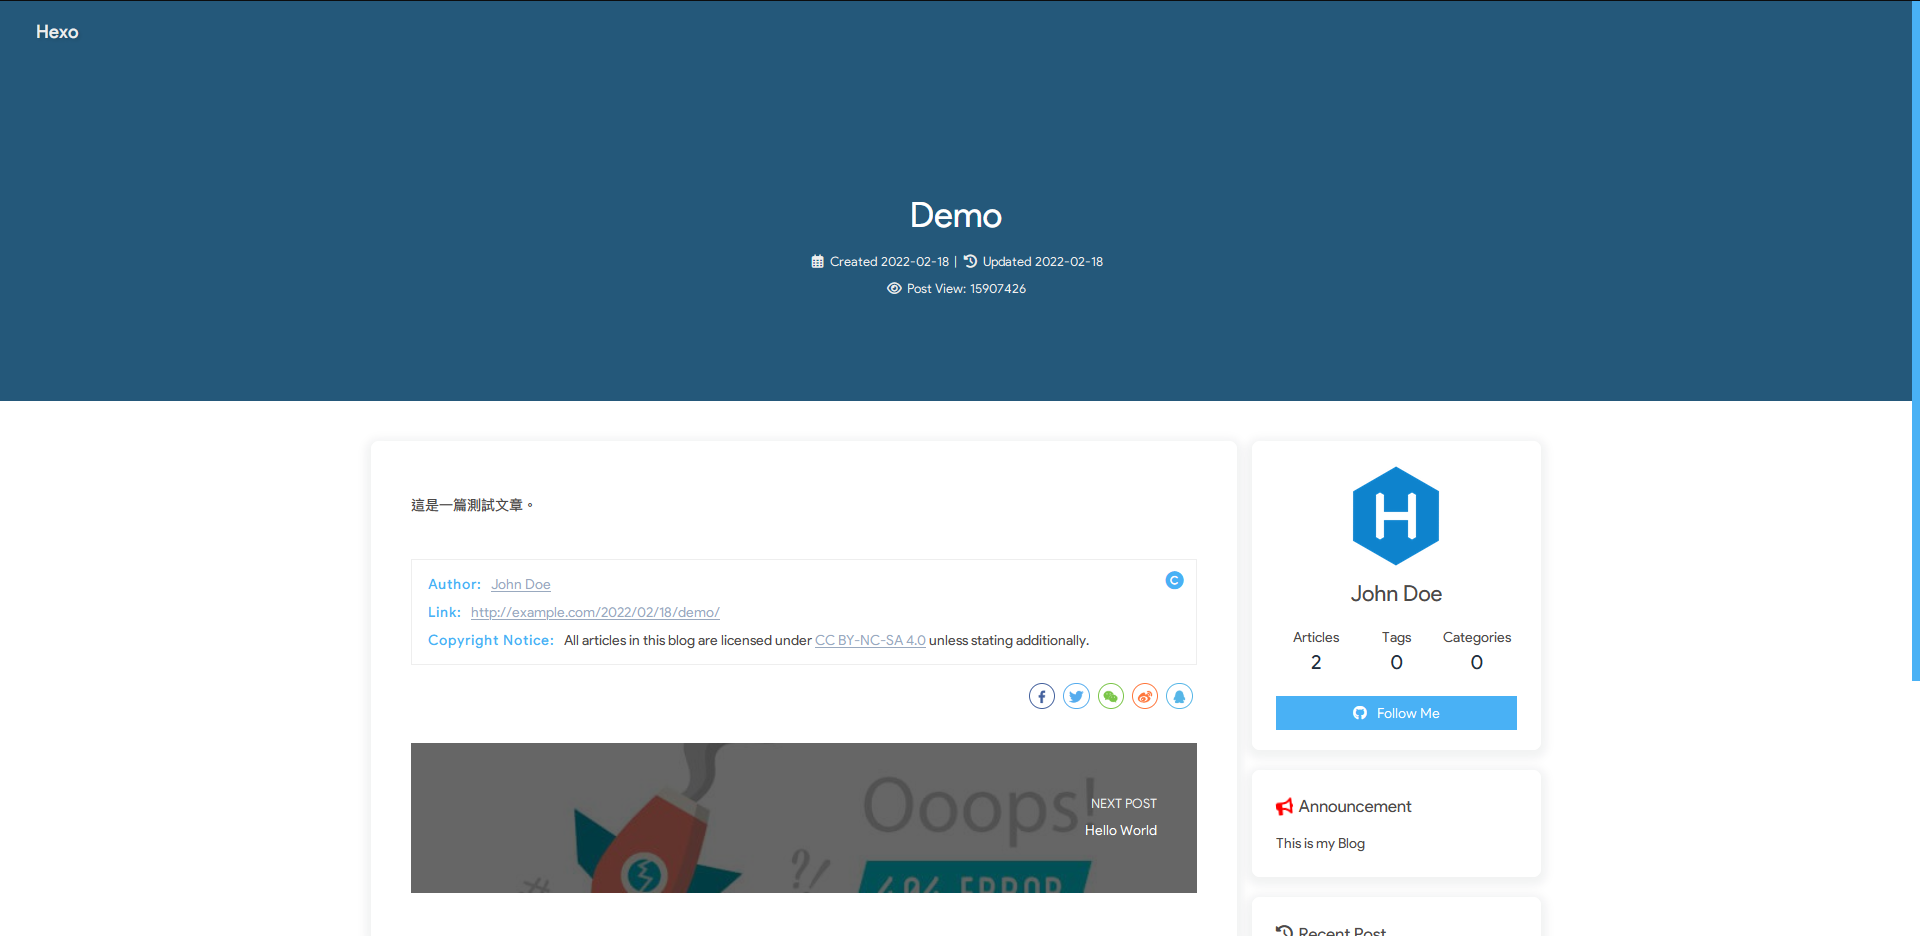 Hexo
Demo
Created 2022-02-18 | Updated 2022-02-18
Post View: 15907426
這是一篇測試文章。
Author: John Doe
Link: http://example.com/2022/02/18/demo/
Copyright Notice: All articles in this blog are licensed under CC BY-NC-SA 4.0 unless stating additionally.
Ooops!
NEXT POST
Hello World
?/
#
404 ERROR
John Doe
Articles Tags Categories
2 0 0
Follow Me
Announcement
This is my Blog
Recent Post